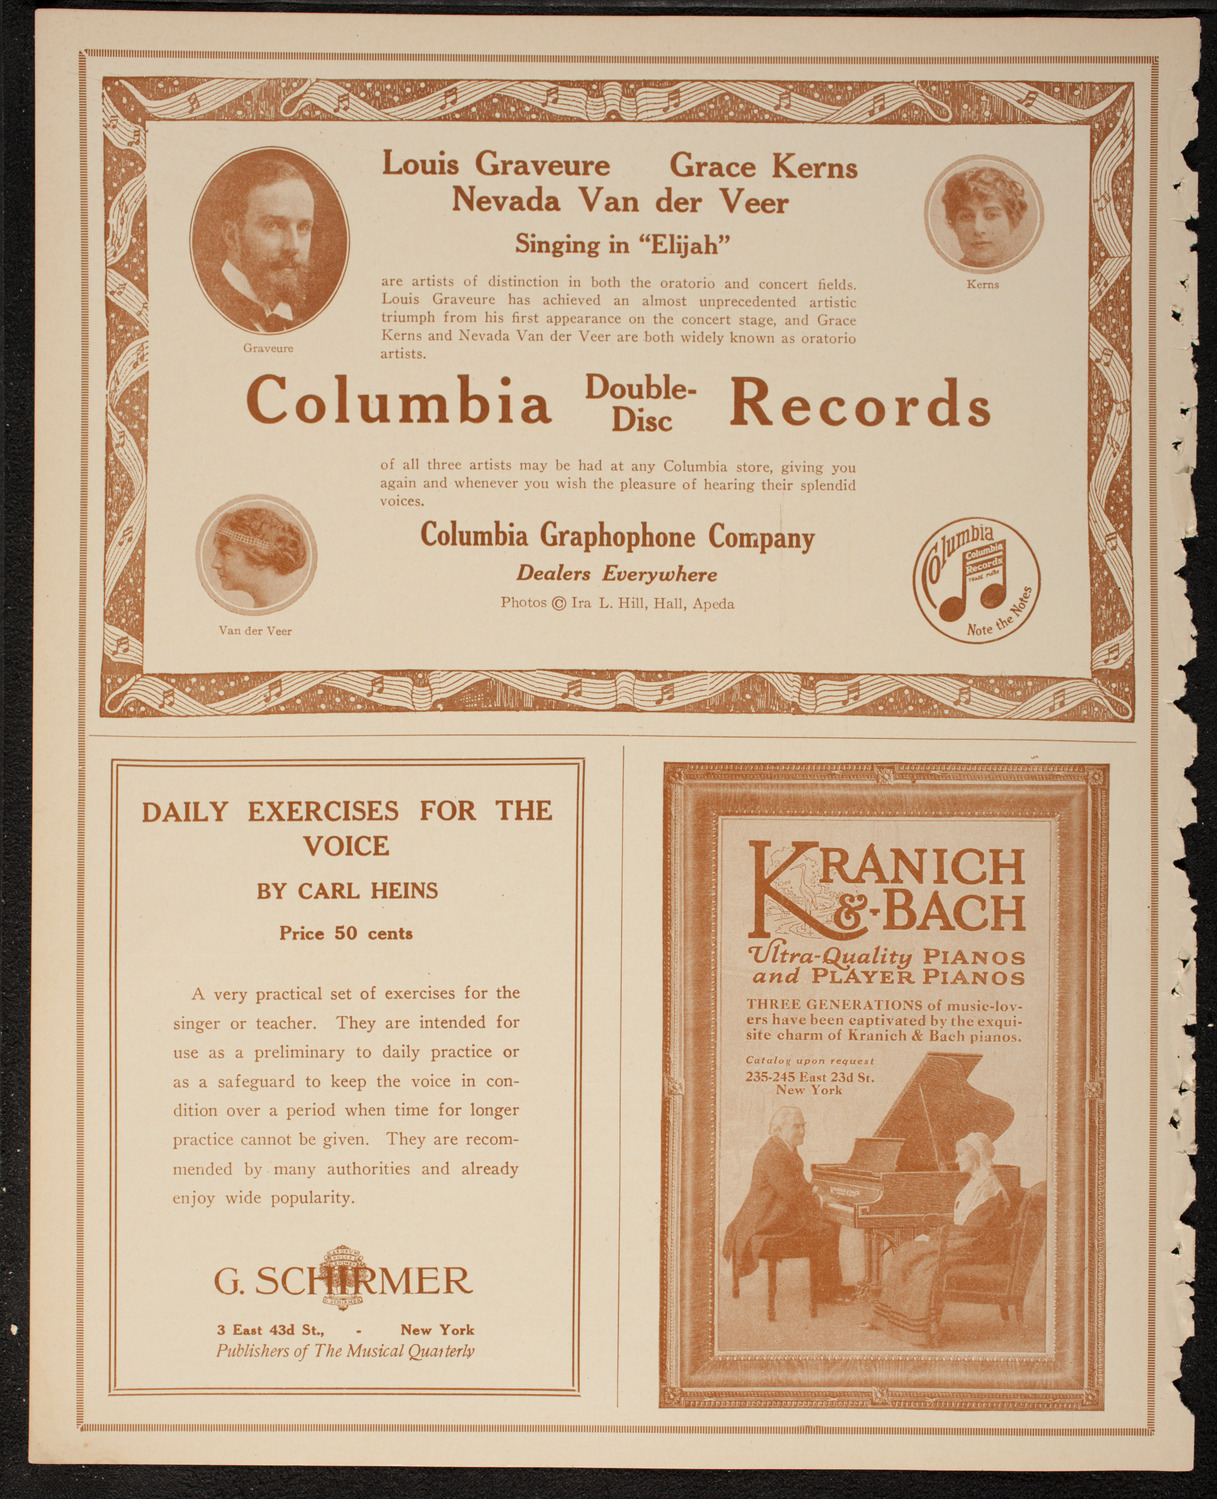 Louis Graveure Grace Kerns
Nevada Van der Veer
Singing in “Elijah”
are artists of distinction in both the oratorio and concert fields.
Louis Graveure has achieved an almost unprecedented artistic
triumph from his first appearance on the concert stage, and Grace
Kerns and Nevada Van der Veer are both widely known as oratorio
artists.
Graveure
Kerns
Columbia Double-
Disc Records
of all three artists may be had at any Columbia store, giving you
again and whenever you wish the pleasure of hearing their splendid
voices.
Columbia Graphophone Company
Dealers Everywhere
Photos © Ira L. Hill, Hall, Apeda
Van der Veer
Columbia
Columbia
Records
TRADE MARK
Note the Notes
DAILY EXERCISES FOR THE
VOICE
BY CARL HEINS
Price 50 cents
A very practical set of exercises for the
singer or teacher. They are intended for
use as a preliminary to daily practice or
as a safeguard to keep the voice in con-
dition over a period when time for longer
practice cannot be given. They are recom-
mended by many authorities and already
enjoy wide popularity.
G. SCHIRMER
3 East 43d St., - New York
Publishers of The Musical Quarterly
KRANICH
&-BACH
Ultra-Quality PIANOS
and PLAYER PIANOS
THREE GENERATIONS of music-lov-
ers have been captivated by the exqui-
site charm of Kranich & Bach pianos.
Catalog upon request
235-245 East 23d St.
New York